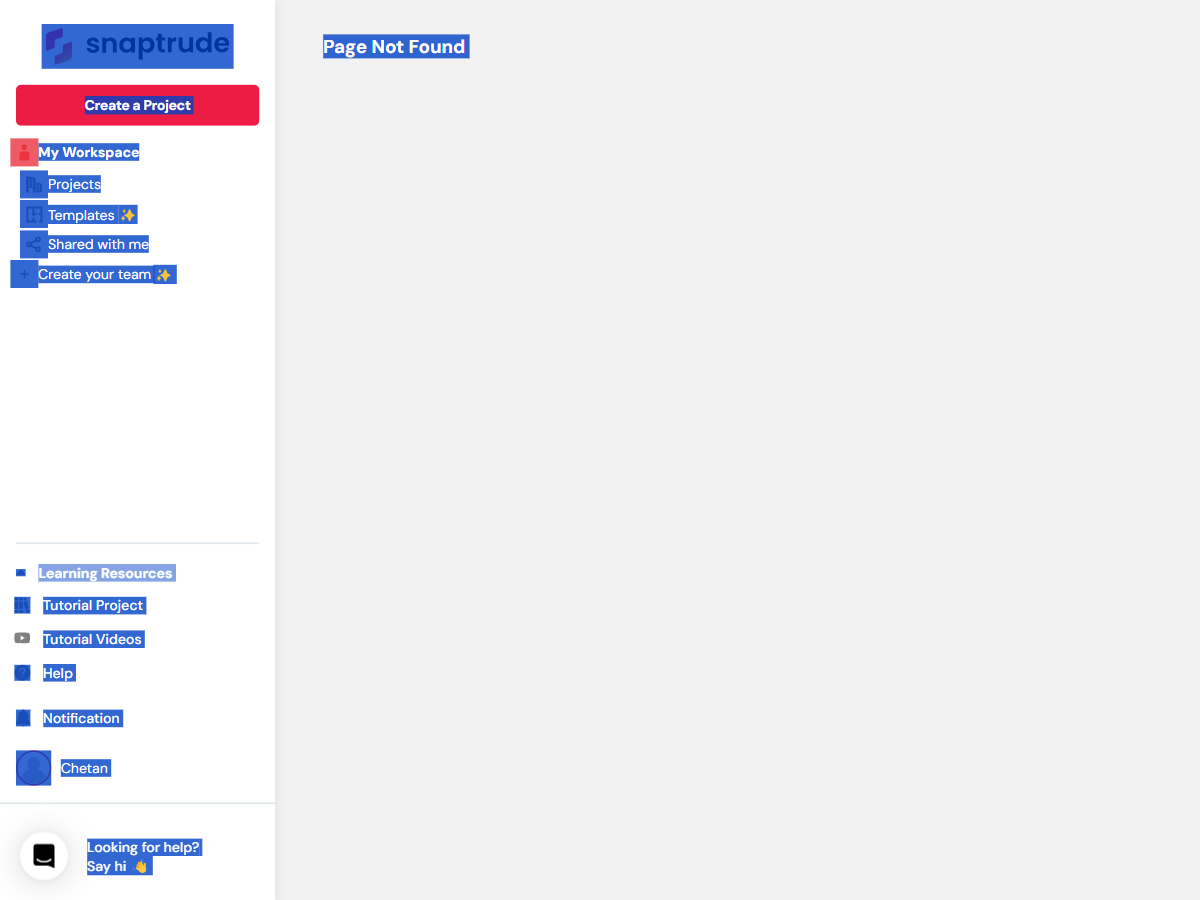 snaptrude
Create a Project
My Workspace
Projects
Templates ✨
Shared with me
Create your team ✨
Learning Resources
Tutorial Project
Tutorial Videos
Help
Notification
Chetan
Looking for help?
Say hi 👋
Page Not Found